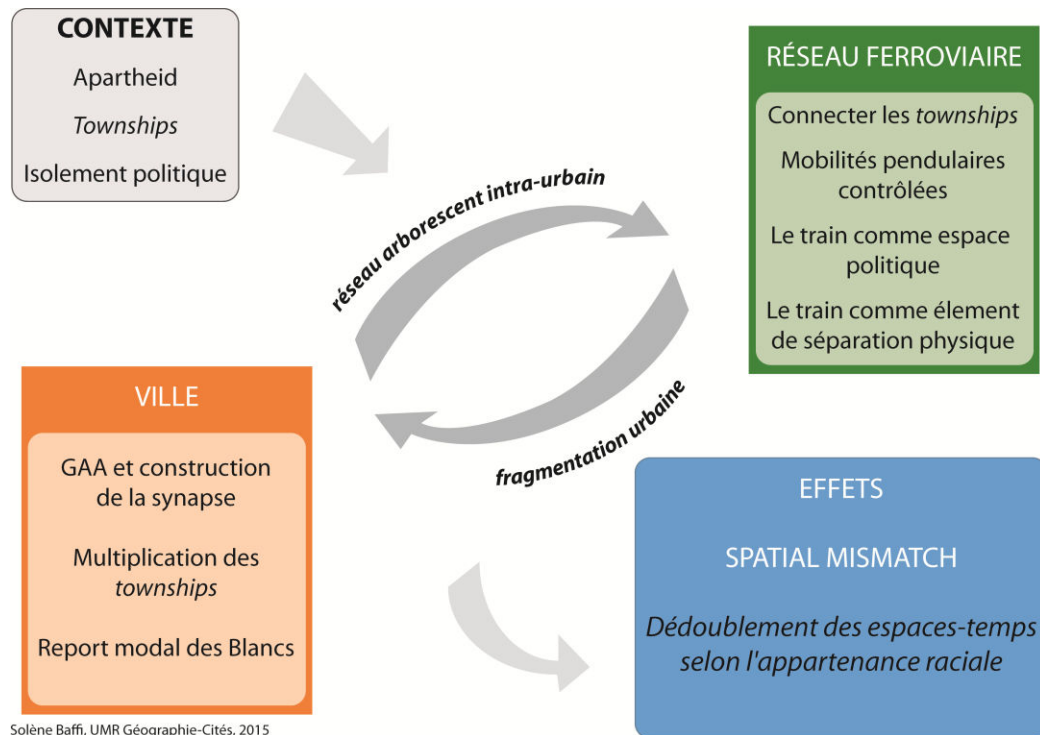 CONTEXTE
Apartheid
Townships
Isolement politique
RÉSEAU FERROVIAIRE
Connecter les townships
Mobilités pendulaires
contrôlées
Le train comme espace
politique
Le train comme élement
de séparation physique
réseau arborescent intra-urbain
fragmentation urbaine
VILLE
GAA et construction
de la synapse
Multiplication des
townships
Report modal des Blancs
EFFETS
SPATIAL MISMATCH
Dédoublement des espaces-temps
selon l'appartenance raciale
Solène Baffi, UMR Géographie-Cités, 2015